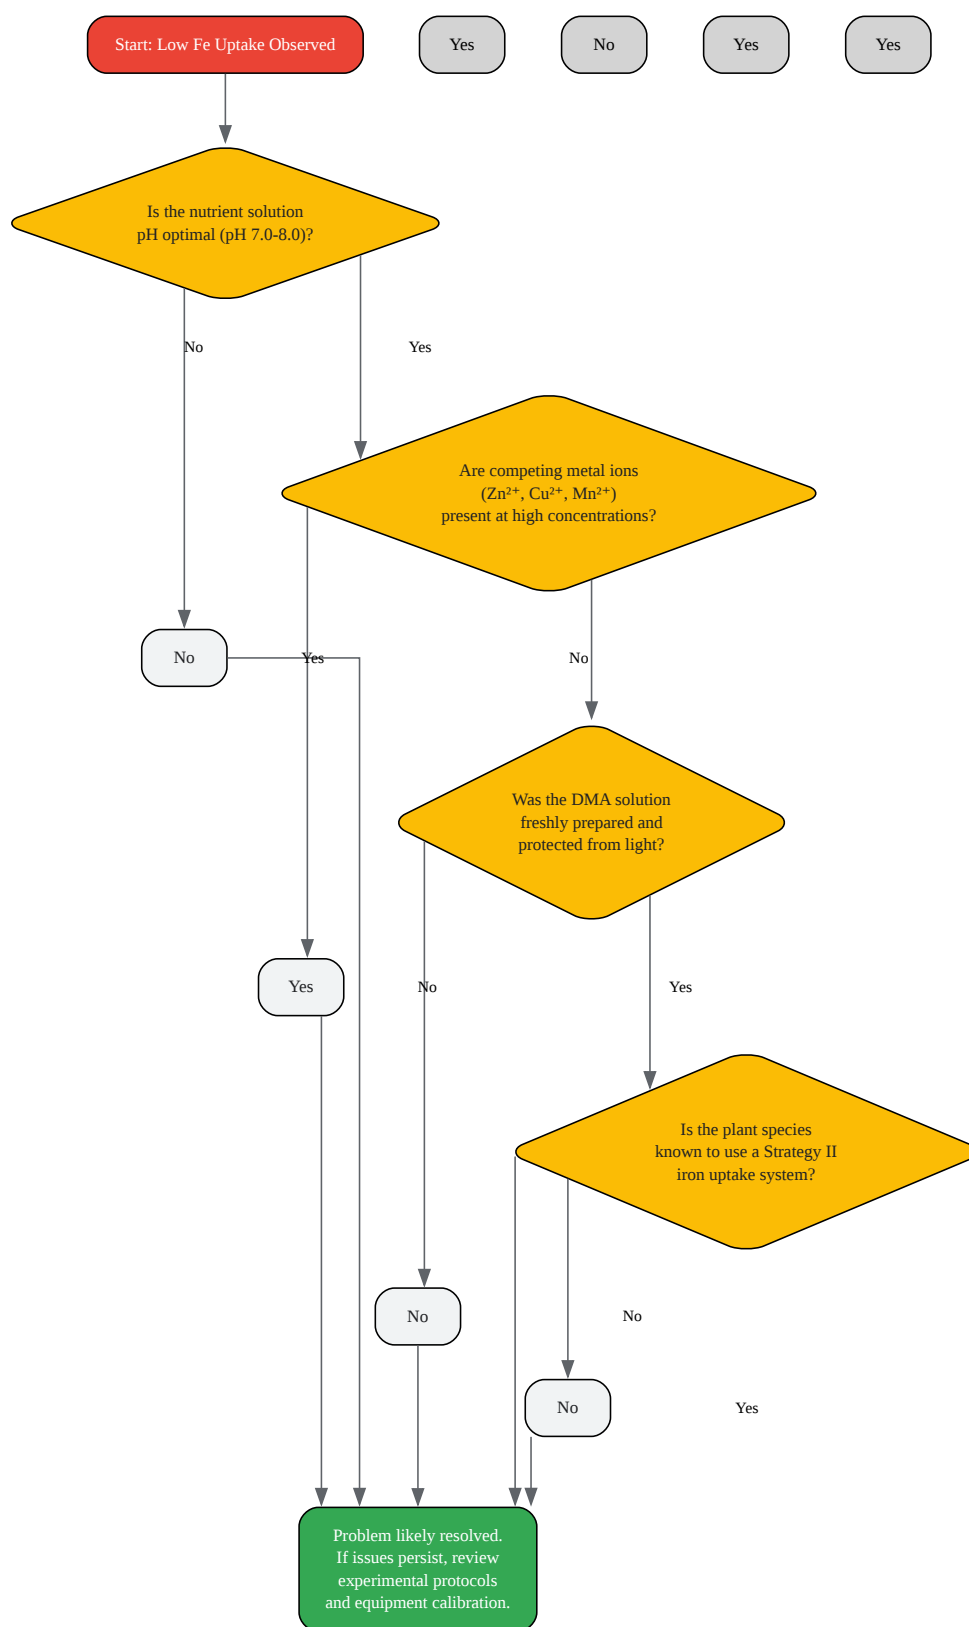 Start: Low Fe Uptake Observed
Yes
No
Yes
Yes
Is the nutrient solution
pH optimal (pH 7.0-8.0)?
No
Yes
Are competing metal ions
(Zn²⁺, Cu²⁺, Mn²⁺)
present at high concentrations?
No
Yes
No
Was the DMA solution
freshly prepared and
protected from light?
Yes
No
Yes
Is the plant species
known to use a Strategy II
iron uptake system?
No
No
No
Yes
Problem likely resolved.
If issues persist, review
experimental protocols
and equipment calibration.